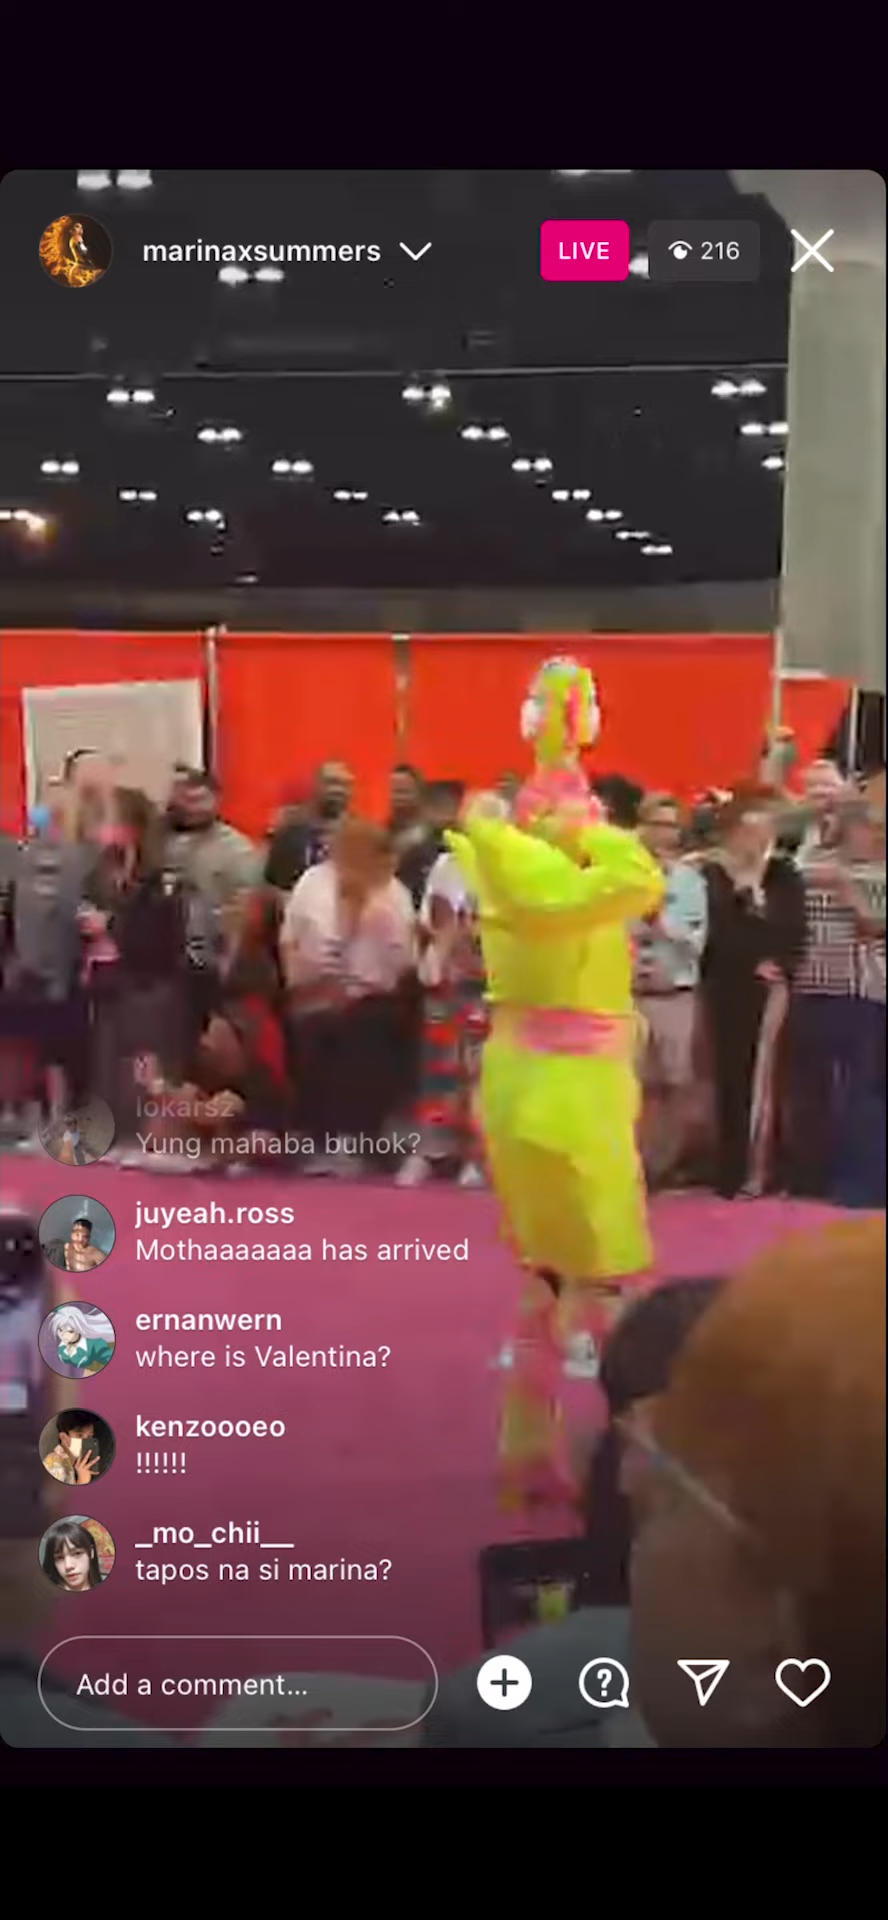 marinaxsummers
LIVE
216
lokarsz
Yung mahaba buhok?
juyeah.ross
Mothaaaaaaa has arrived
ernanwern
where is Valentina?
kenzoooeo
!!!!!!
_mo_chii__
tapos na si marina?
Add a comment...